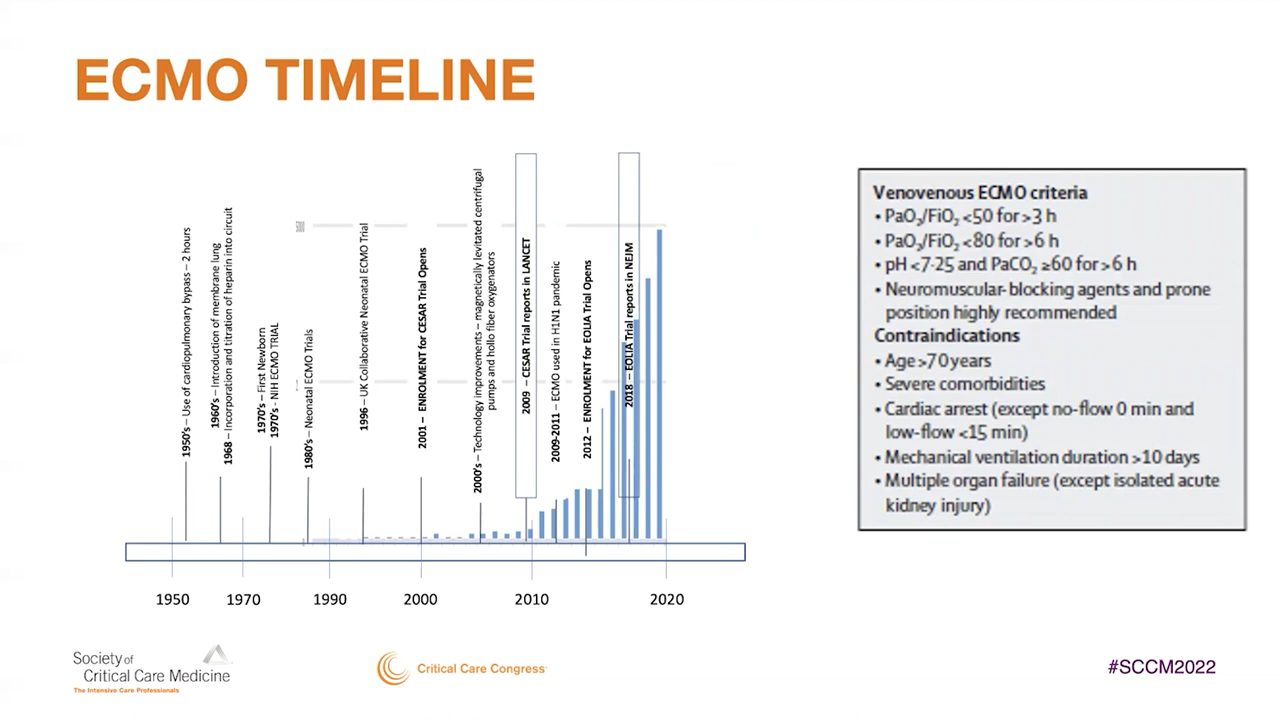 ECMO TIMELINE
1950's – Use of cardiopulmonary bypass – 2 hours
1960's – Introduction of membrane lung
1968 – Incorporation and titration of heparin into circuit
1970's – First Newborn
1970's - NIH ECMO TRIAL
1980's – Neonatal ECMO Trials
1996 – UK Collaborative Neonatal ECMO Trial
2001 – ENROLMENT for CESAR Trial Opens
2000's – Technology improvements – magnetically levitated centrifugal
pumps and hollo fiber oxygenators
2009 – CESAR Trial reports in LANCET
2009-2011 – ECMO used in H1N1 pandemic
2012 – ENROLMENT for EOLIA Trial Opens
2018 – EOLIA Trial reports in NEJM
1950
1970
1990
2000
2010
2020
Venovenous ECMO criteria
• PaO₂/FiO₂ <50 for >3 h
• PaO₂/FiO₂ <80 for >6 h
• pH <7·25 and PaCO₂ ≥60 for >6 h
• Neuromuscular-blocking agents and prone
position highly recommended
Contraindications
• Age >70 years
• Severe comorbidities
• Cardiac arrest (except no-flow 0 min and
low-flow <15 min)
• Mechanical ventilation duration >10 days
• Multiple organ failure (except isolated acute
kidney injury)
Society of
Critical Care Medicine
The Intensive Care Professionals
Critical Care Congress
#SCCM2022